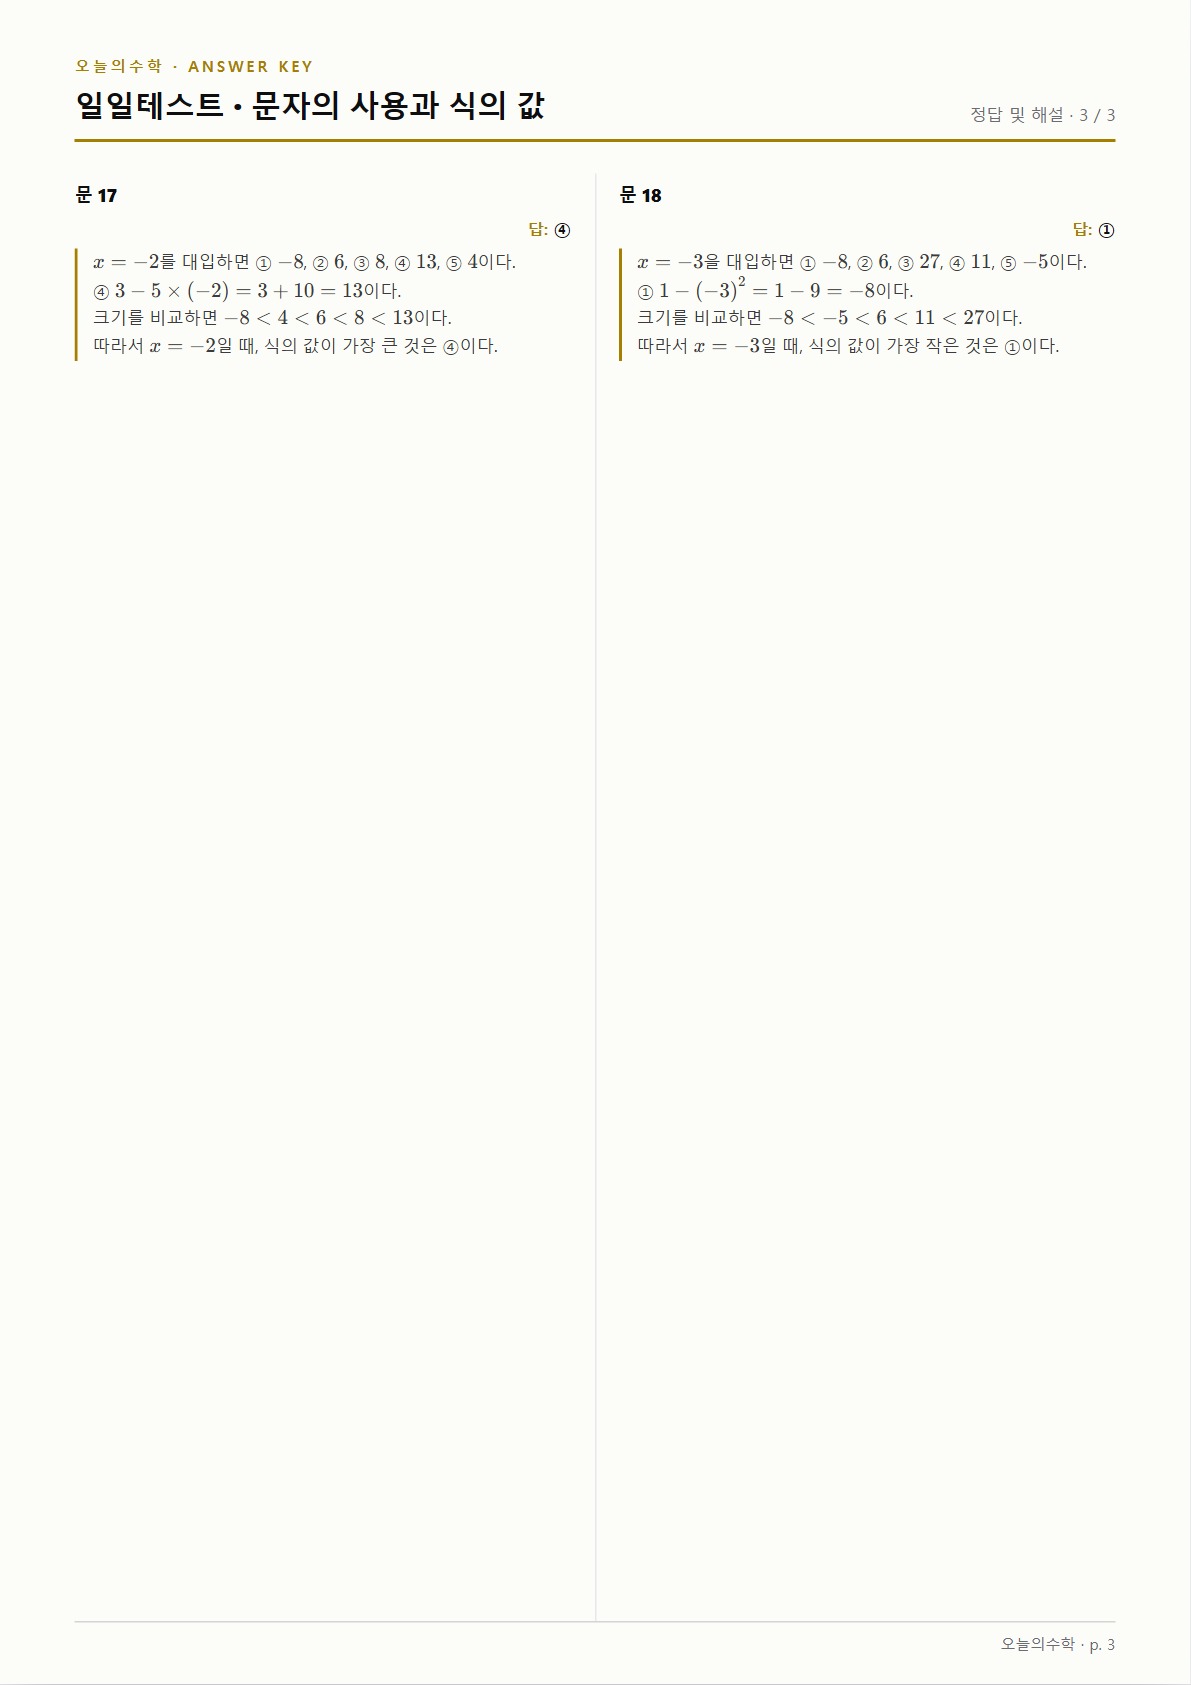 오늘의수학 · ANSWER KEY
일일테스트 · 문자의 사용과 식의 값
정답 및 해설 · 3 / 3
문 17
답: ④
x = −2를 대입하면 ① −8, ② 6, ③ 8, ④ 13, ⑤ 4이다.
④ 3 − 5 × (−2) = 3 + 10 = 13이다.
크기를 비교하면 −8 < 4 < 6 < 8 < 13이다.
따라서 x = −2일 때, 식의 값이 가장 큰 것은 ④이다.
문 18
답: ①
x = −3을 대입하면 ① −8, ② 6, ③ 27, ④ 11, ⑤ −5이다.
① 1 − (−3)² = 1 − 9 = −8이다.
크기를 비교하면 −8 < −5 < 6 < 11 < 27이다.
따라서 x = −3일 때, 식의 값이 가장 작은 것은 ①이다.
오늘의수학 · p. 3